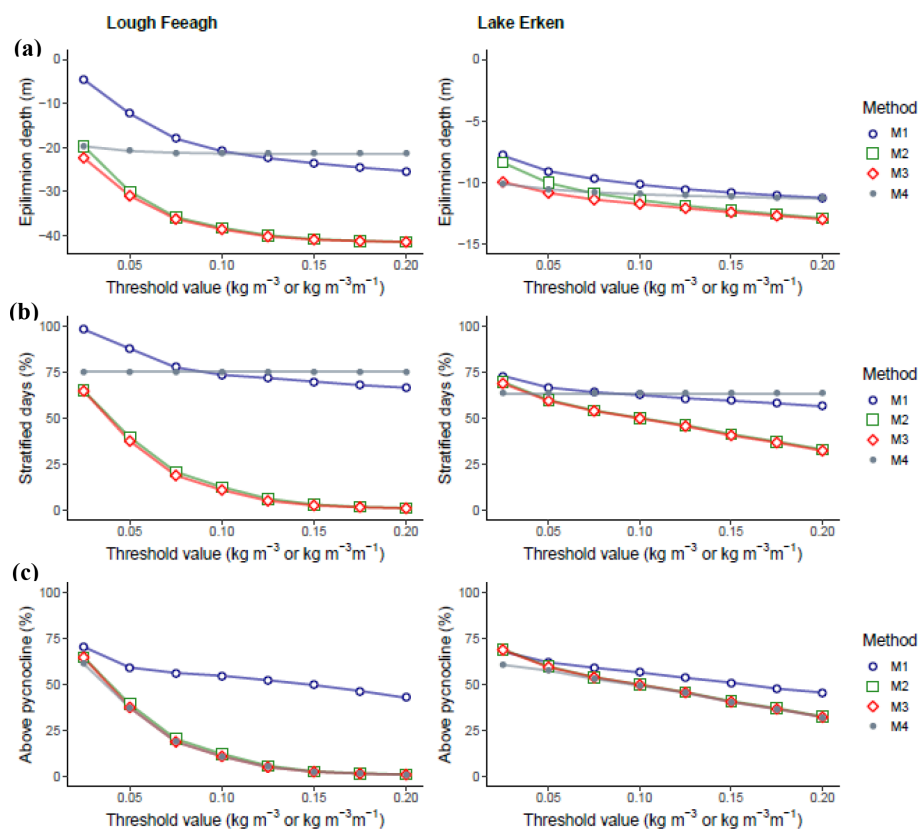 Lough Feeagh
Lake Erken
(a)
Epilimnion depth (m)
0
−10
−20
−30
−40
0.05 0.10 0.15 0.20
Threshold value (kg m⁻³ or kg m⁻³m⁻¹)
Epilimnion depth (m)
0
−5
−10
−15
0.05 0.10 0.15 0.20
Threshold value (kg m⁻³ or kg m⁻³m⁻¹)
Method
M1
M2
M3
M4
(b)
Stratified days (%)
100
75
50
25
0
0.05 0.10 0.15 0.20
Threshold value (kg m⁻³ or kg m⁻³m⁻¹)
Stratified days (%)
100
75
50
25
0
0.05 0.10 0.15 0.20
Threshold value (kg m⁻³ or kg m⁻³m⁻¹)
Method
M1
M2
M3
M4
(c)
Above pycnocline (%)
100
75
50
25
0
0.05 0.10 0.15 0.20
Threshold value (kg m⁻³ or kg m⁻³m⁻¹)
Above pycnocline (%)
100
75
50
25
0
0.05 0.10 0.15 0.20
Threshold value (kg m⁻³ or kg m⁻³m⁻¹)
Method
M1
M2
M3
M4